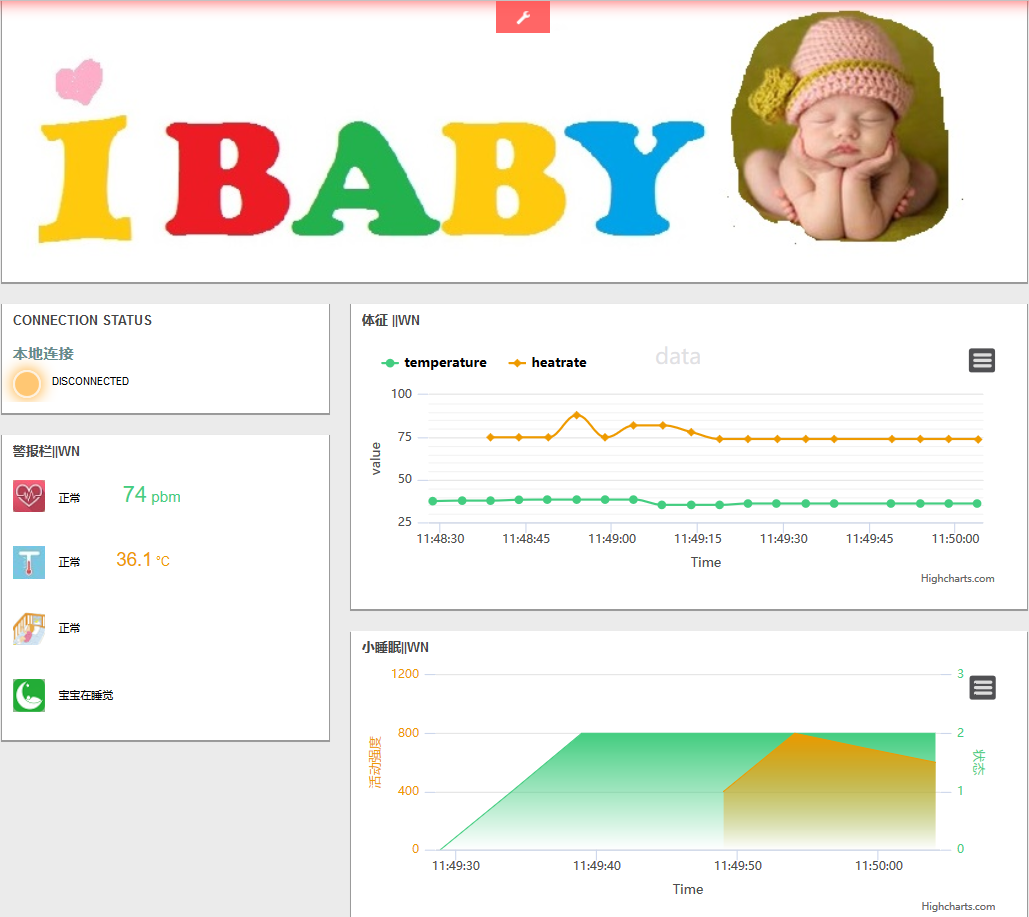 I BABY
CONNECTION STATUS
本地连接
DISCONNECTED
警报栏||WN
正常 74 pbm
正常 36.1 °C
正常
宝宝在睡觉
体征 ||WN
temperature heatrate data
100
75
50
25
value
11:48:30 11:48:45 11:49:00 11:49:15 11:49:30 11:49:45 11:50:00
Time
Highcharts.com
小睡眠||WN
1200 3
800 2
400 1
0 0
活动强度
状态
11:49:30 11:49:40 11:49:50 11:50:00
Time
Highcharts.com